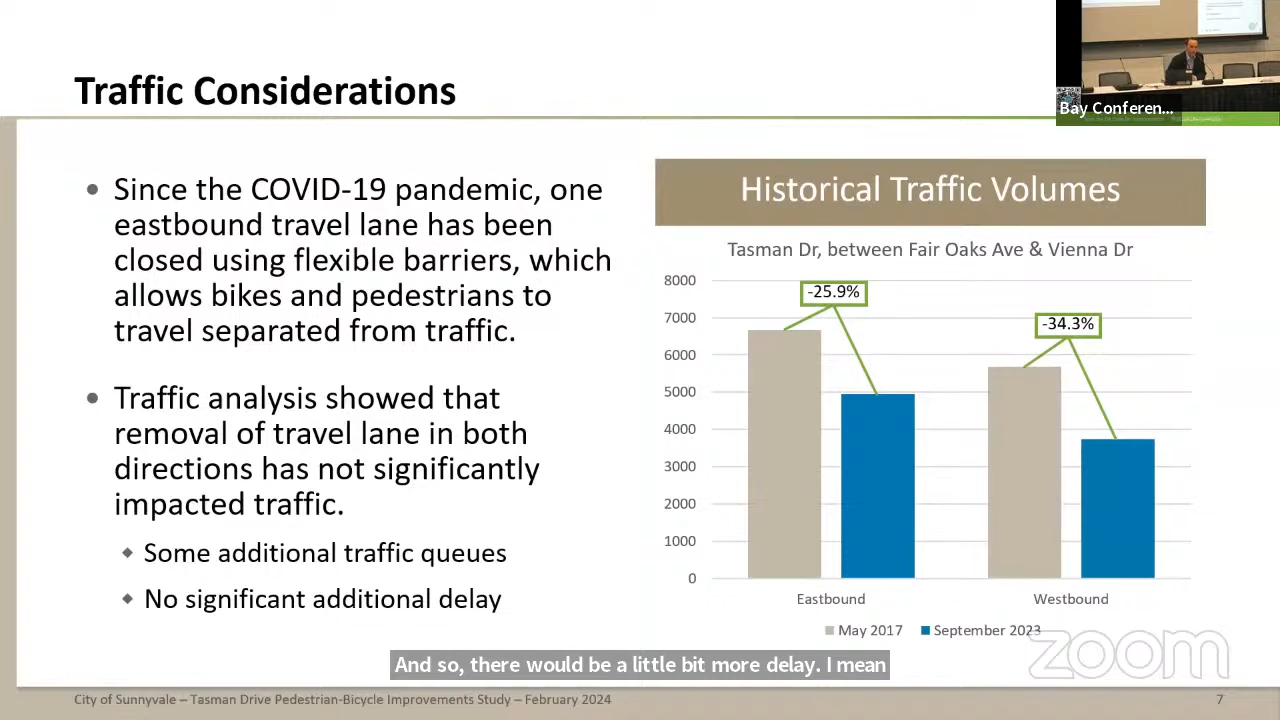 Traffic Considerations
Bay Conferen...
• Since the COVID-19 pandemic, one
eastbound travel lane has been
closed using flexible barriers, which
allows bikes and pedestrians to
travel separated from traffic.
• Traffic analysis showed that
removal of travel lane in both
directions has not significantly
impacted traffic.
◆ Some additional traffic queues
◆ No significant additional delay
Historical Traffic Volumes
Tasman Dr, between Fair Oaks Ave & Vienna Dr
8000
7000
6000
5000
4000
3000
2000
1000
0
-25.9%
-34.3%
Eastbound
Westbound
May 2017
September 2023
zoom
And so, there would be a little bit more delay. I mean
City of Sunnyvale – Tasman Drive Pedestrian-Bicycle Improvements Study – February 2024
7